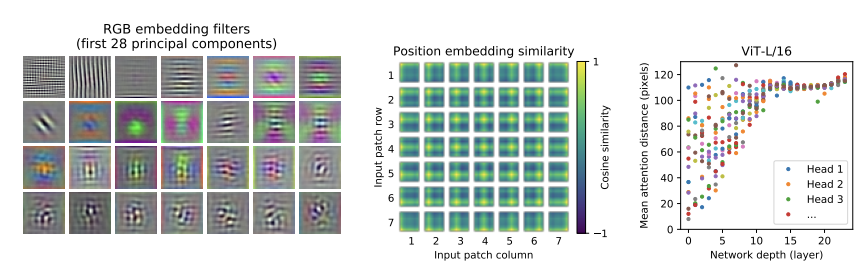 RGB embedding filters
(first 28 principal components)
Position embedding similarity
Input patch row
1
2
3
4
5
6
7
1 2 3 4 5 6 7
Input patch column
1
−1
Cosine similarity
ViT-L/16
Mean attention distance (pixels)
120
100
80
60
40
20
0
0 5 10 15 20
Network depth (layer)
Head 1
Head 2
Head 3
...